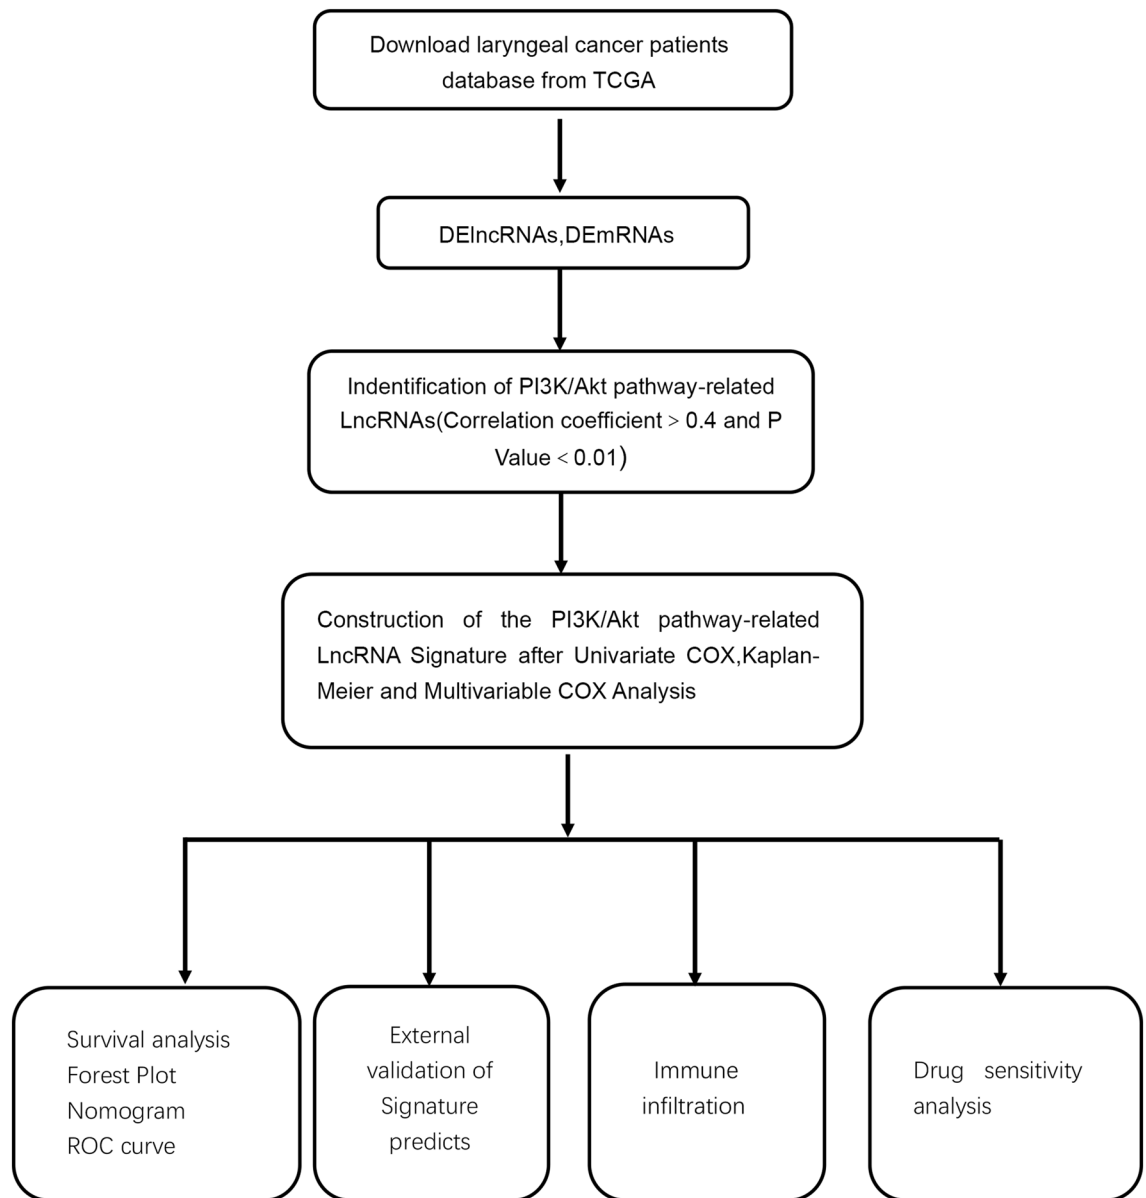 Download laryngeal cancer patients
database from TCGA
DElncRNAs,DEmRNAs
Indentification of PI3K/Akt pathway-related
LncRNAs(Correlation coefficient > 0.4 and P
Value < 0.01)
Construction of the PI3K/Akt pathway-related
LncRNA Signature after Univariate COX,Kaplan-
Meier and Multivariable COX Analysis
Survival analysis
Forest Plot
Nomogram
ROC curve
External
validation of
Signature
predicts
Immune
infiltration
Drug sensitivity
analysis